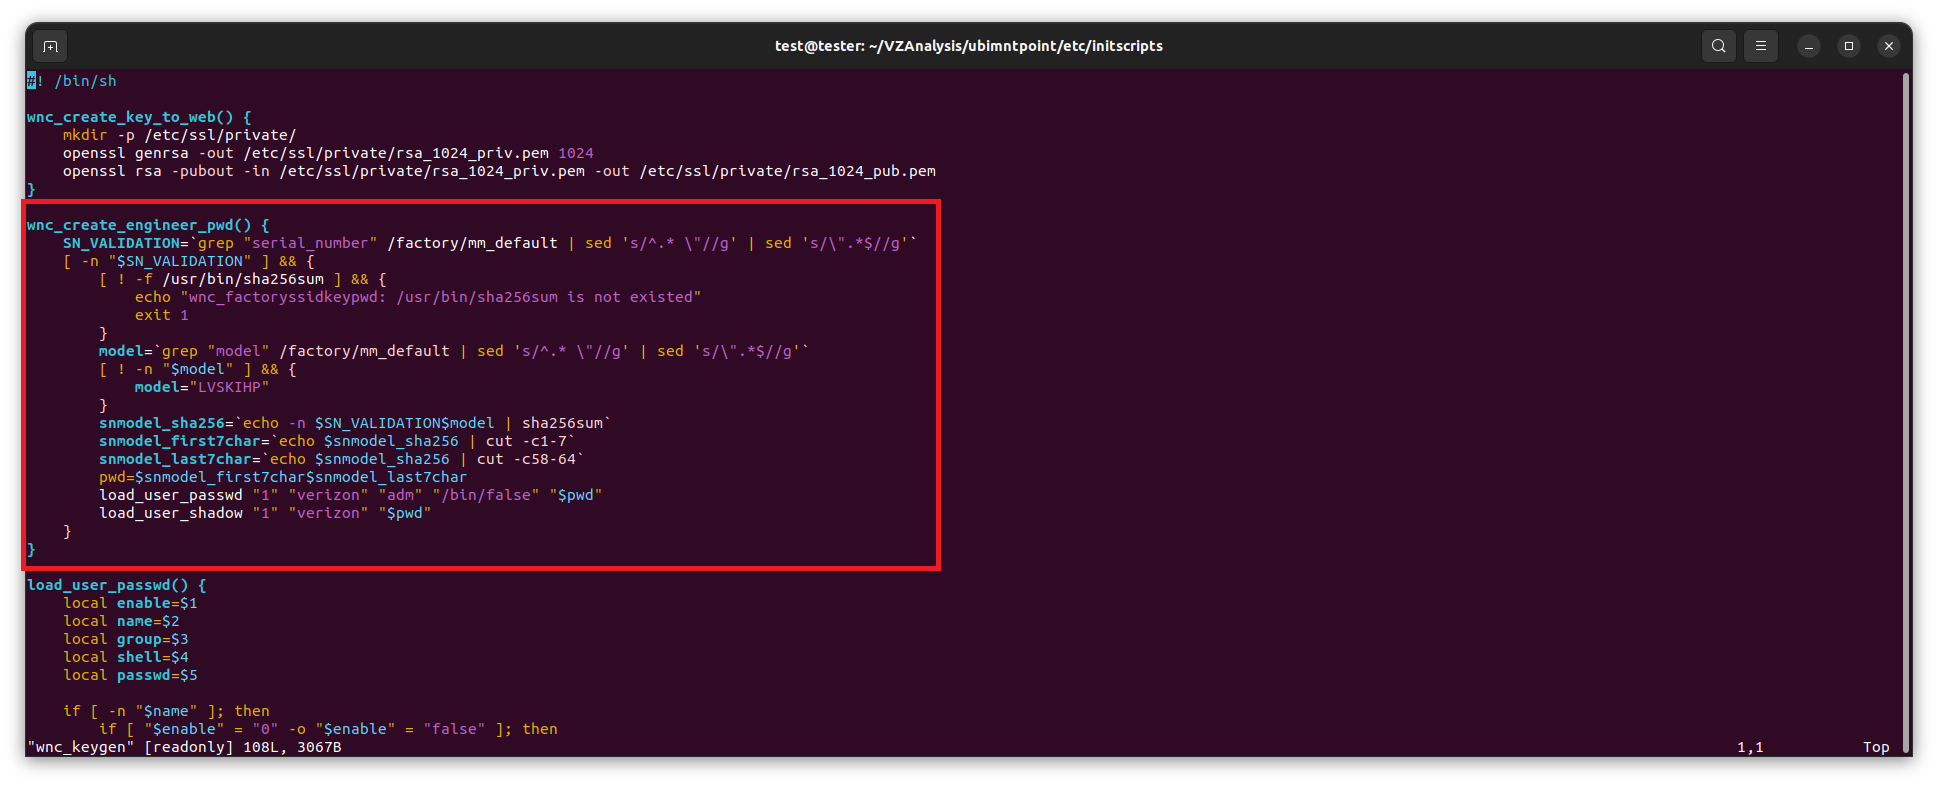 test@tester: ~/VZAnalysis/ubimntpoint/etc/initscripts
#! /bin/sh
wnc_create_key_to_web() {
    mkdir -p /etc/ssl/private/
    openssl genrsa -out /etc/ssl/private/rsa_1024_priv.pem 1024
    openssl rsa -pubout -in /etc/ssl/private/rsa_1024_priv.pem -out /etc/ssl/private/rsa_1024_pub.pem
}
wnc_create_engineer_pwd() {
    SN_VALIDATION=`grep "serial_number" /factory/mm_default | sed 's/^.* \"//g' | sed 's/\".*$//g'`
    [ -n "$SN_VALIDATION" ] && {
        [ ! -f /usr/bin/sha256sum ] && {
            echo "wnc_factoryssidkeypwd: /usr/bin/sha256sum is not existed"
            exit 1
        }
        model=`grep "model" /factory/mm_default | sed 's/^.* \"//g' | sed 's/\".*$//g'`
        [ ! -n "$model" ] && {
            model="LVSKIHP"
        }
        snmodel_sha256=`echo -n $SN_VALIDATION$model | sha256sum`
        snmodel_first7char=`echo $snmodel_sha256 | cut -c1-7`
        snmodel_last7char=`echo $snmodel_sha256 | cut -c58-64`
        pwd=$snmodel_first7char$snmodel_last7char
        load_user_passwd "1" "verizon" "adm" "/bin/false" "$pwd"
        load_user_shadow "1" "verizon" "$pwd"
    }
}
load_user_passwd() {
    local enable=$1
    local name=$2
    local group=$3
    local shell=$4
    local passwd=$5
    if [ -n "$name" ]; then
        if [ "$enable" = "0" -o "$enable" = "false" ]; then
"wnc_keygen" [readonly] 108L, 3067B 1,1 Top